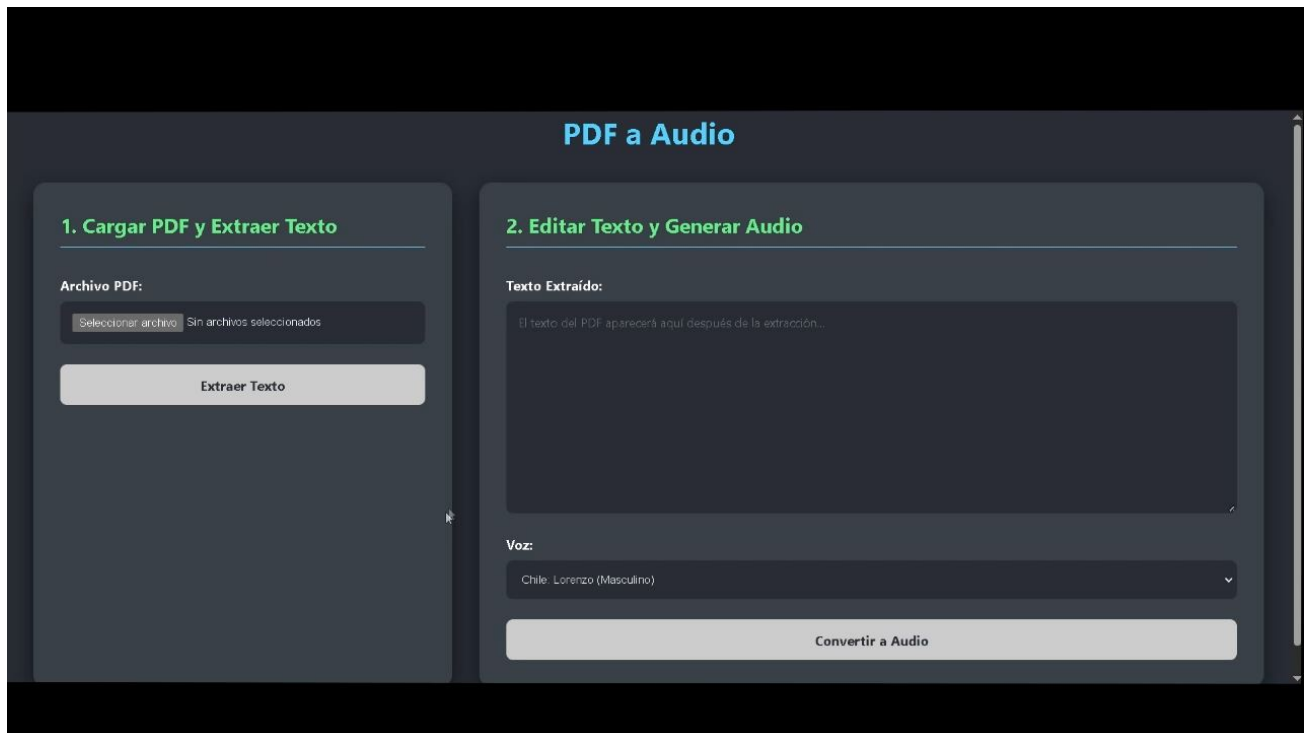 PDF a Audio
1. Cargar PDF y Extraer Texto
Archivo PDF:
Seleccionar archivo Sin archivos seleccionados
Extraer Texto
2. Editar Texto y Generar Audio
Texto Extraído:
El texto del PDF aparecerá aquí después de la extracción...
Voz:
Chile: Lorenzo (Masculino)
Convertir a Audio